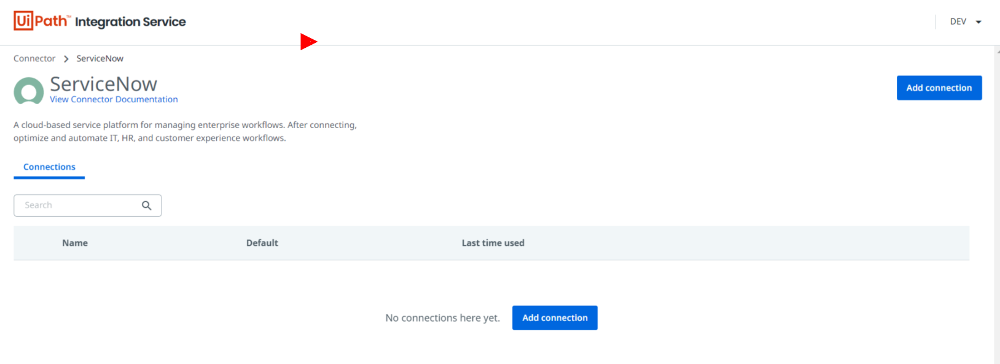 UiPath™ Integration Service
DEV
Connector > ServiceNow
ServiceNow
View Connector Documentation
Add connection
A cloud-based service platform for managing enterprise workflows. After connecting,
optimize and automate IT, HR, and customer experience workflows.
Connections
Search
Name Default Last time used
No connections here yet. Add connection